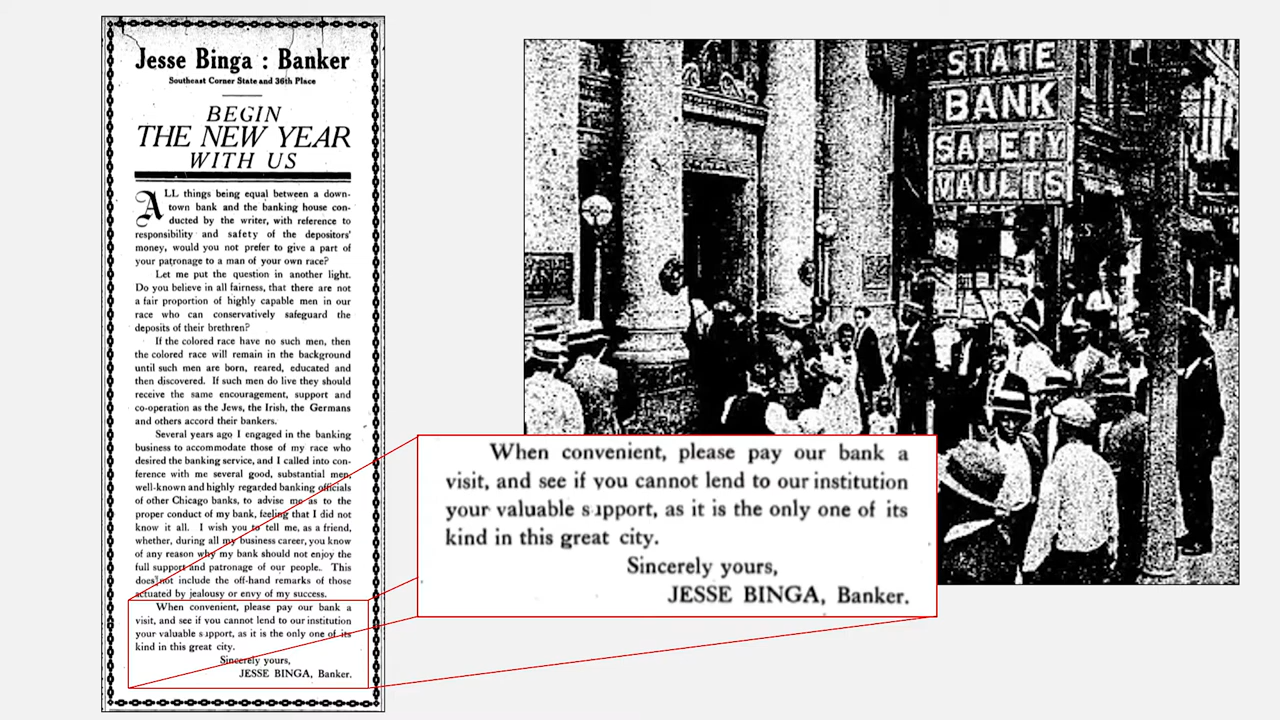 Jesse Binga : Banker
Southeast Corner State and 36th Place
BEGIN
THE NEW YEAR
WITH US
ALL things being equal between a down-
town bank and the banking house con-
ducted by the writer, with reference to
responsibility and safety of the depositors'
money, would you not prefer to give a part of
your patronage to a man of your own race?
Let me put the question in another light.
Do you believe in all fairness, that there are not
a fair proportion of highly capable men in our
race who can conservatively safeguard the
deposits of their brethren?
If the colored race have no such men, then
the colored race will remain in the background
until such men are born, reared, educated and
then discovered. If such men do live they should
receive the same encouragement, support and
co-operation as the Jews, the Irish, the Germans
and others accord their bankers.
Several years ago I engaged in the banking
business to accommodate those of my race who
desired the banking service, and I called into con-
ference with me several good, substantial men,
well-known and highly regarded banking officials
of other Chicago banks, to advise me as to the
proper conduct of my bank, feeling that I did not
know it all. I wish you to tell me, as a friend,
whether, during all my business career, you know
of any reason why my bank should not enjoy the
full support and patronage of our people. This
does not include the off-hand remarks of those
actuated by jealousy or envy of my success.
When convenient, please pay our bank a
visit, and see if you cannot lend to our institution
your valuable support, as it is the only one of its
kind in this great city.
Sincerely yours,
JESSE BINGA, Banker.
STATE
BANK
SAFETY
VAULTS
When convenient, please pay our bank a
visit, and see if you cannot lend to our institution
your valuable support, as it is the only one of its
kind in this great city.
Sincerely yours,
JESSE BINGA, Banker.